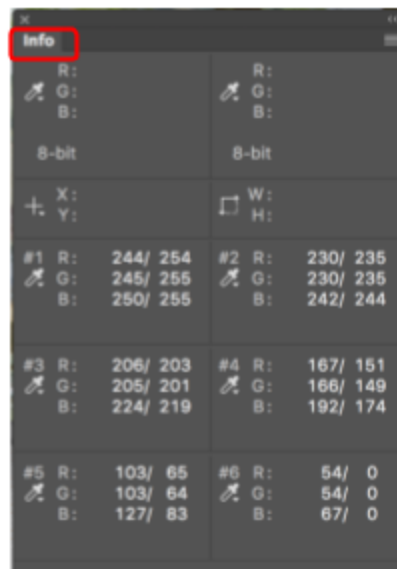 Info
R: R:
G: G:
B: B:
8-bit 8-bit
X: W:
Y: H:
#1 R: 244/ 254 #2 R: 230/ 235
G: 245/ 255 G: 230/ 235
B: 250/ 255 B: 242/ 244
#3 R: 206/ 203 #4 R: 167/ 151
G: 205/ 201 G: 166/ 149
B: 224/ 219 B: 192/ 174
#5 R: 103/ 65 #6 R: 54/ 0
G: 103/ 64 G: 54/ 0
B: 127/ 83 B: 67/ 0